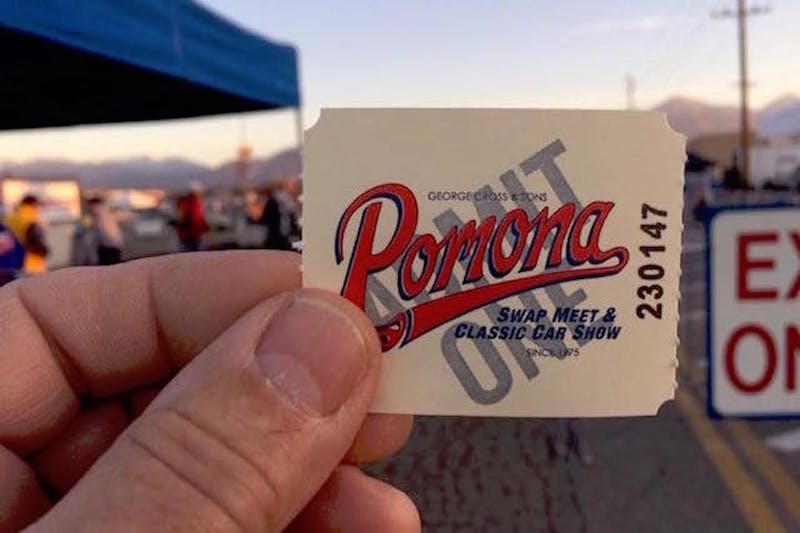 GEORGE CROSS & SONS
ADMIT
ONE
Pomona
SWAP MEET &
CLASSIC CAR SHOW
SINCE 1975
230147
EX
ON